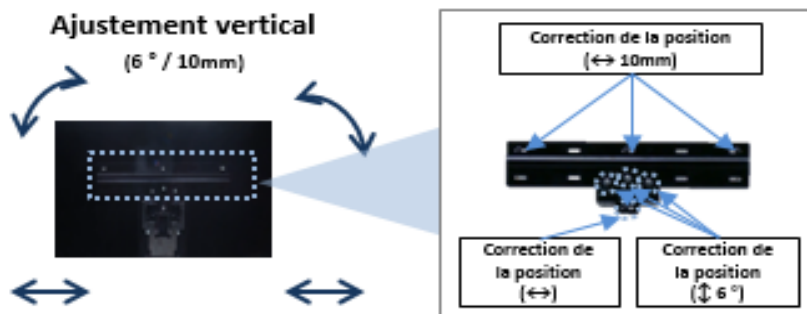 Ajustement vertical
(6 ° / 10mm)
Correction de la position
(↔ 10mm)
Correction de
la position
(↔)
Correction de
la position
(↕ 6 °)